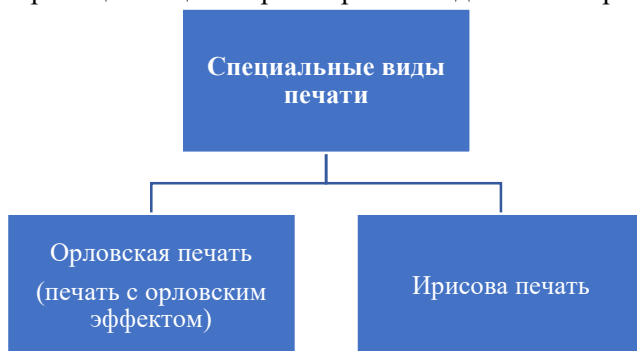 Специальные виды
печати
Орловская печать
(печать с орловским
эффектом)
Ирисова печать